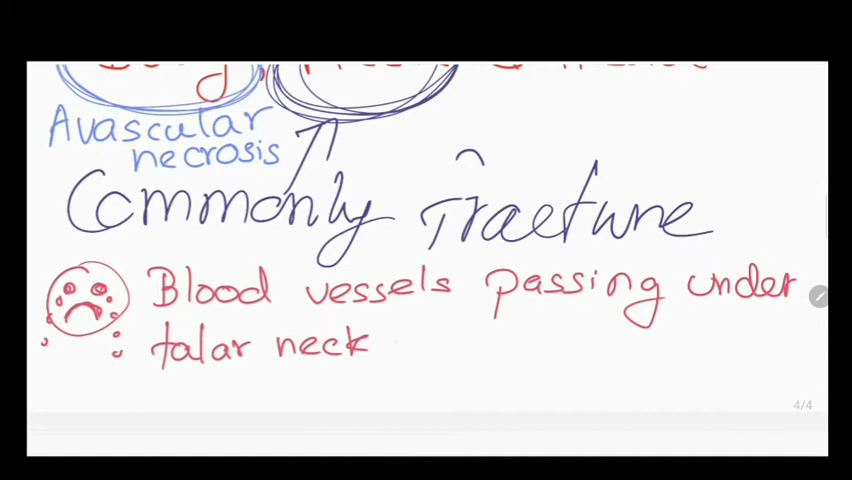 Avascular
necrosis
Commonly Fracture
Blood vessels passing under
talar neck
4/4